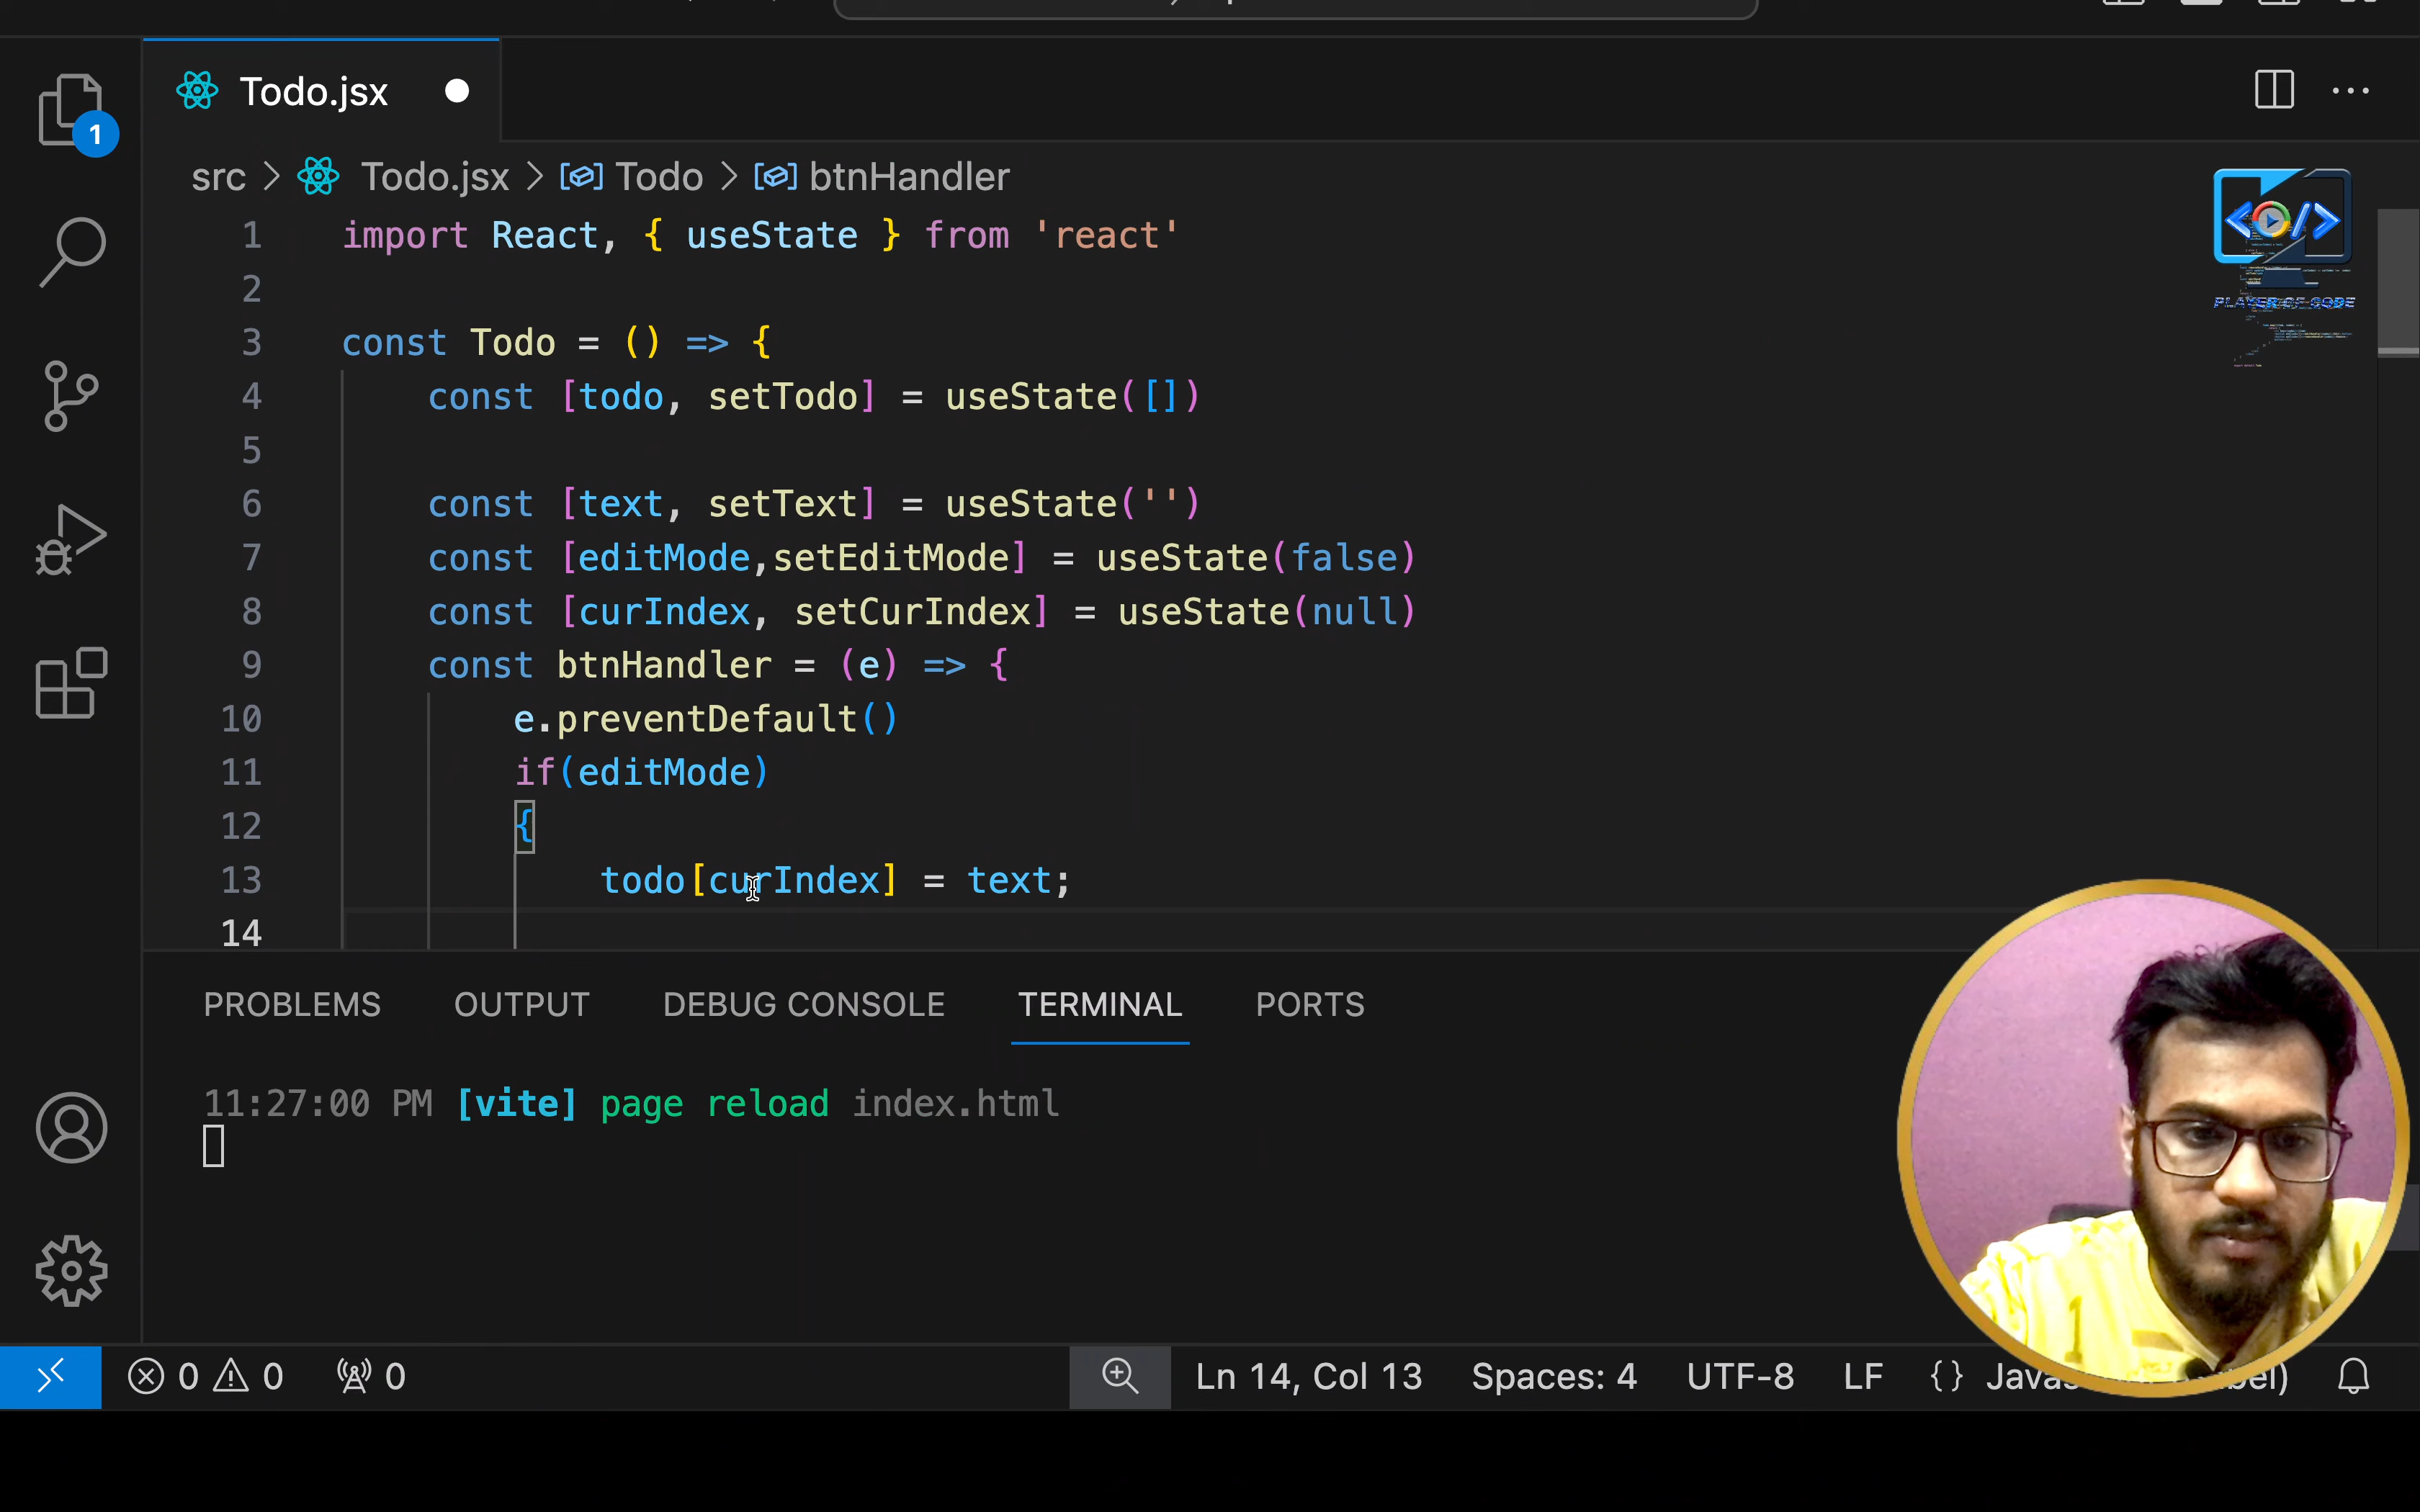 Todo.jsx
1
src > Todo.jsx > Todo > btnHandler
PLAYER OF CODE
1 import React, { useState } from 'react'
2
3 const Todo = () => {
4 const [todo, setTodo] = useState([])
5
6 const [text, setText] = useState('')
7 const [editMode,setEditMode] = useState(false)
8 const [curIndex, setCurIndex] = useState(null)
9 const btnHandler = (e) => {
10 e.preventDefault()
11 if(editMode)
12 {
13 todo[curIndex] = text;
14
PROBLEMS OUTPUT DEBUG CONSOLE TERMINAL PORTS
11:27:00 PM [vite] page reload index.html
0 0 0 Ln 14, Col 13 Spaces: 4 UTF-8 LF {}